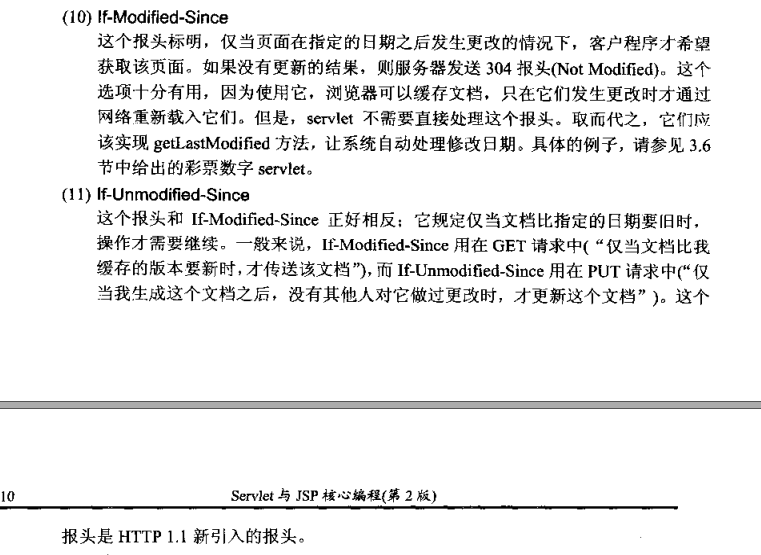 (10) If-Modified-Since
这个报头标明，仅当页面在指定的日期之后发生更改的情况下，客户程序才希望
获取该页面。如果没有更新的结果，则服务器发送 304 报头(Not Modified)。这个
选项十分有用，因为使用它，浏览器可以缓存文档，只在它们发生更改时才通过
网络重新载入它们。但是，servlet 不需要直接处理这个报头。取而代之，它们应
该实现 getLastModified 方法，让系统自动处理修改日期。具体的例子，请参见 3.6
节中给出的彩票数字 servlet。
(11) If-Unmodified-Since
这个报头和 If-Modified-Since 正好相反；它规定仅当文档比指定的日期要旧时，
操作才需要继续。一般来说，If-Modified-Since 用在 GET 请求中(“仅当文档比我
缓存的版本要新时，才传送该文档”)，而 If-Unmodified-Since 用在 PUT 请求中(“仅
当我生成这个文档之后，没有其他人对它做过更改时，才更新这个文档”)。这个
10 Servlet 与 JSP 核心编程(第 2 版)
报头是 HTTP 1.1 新引入的报头。